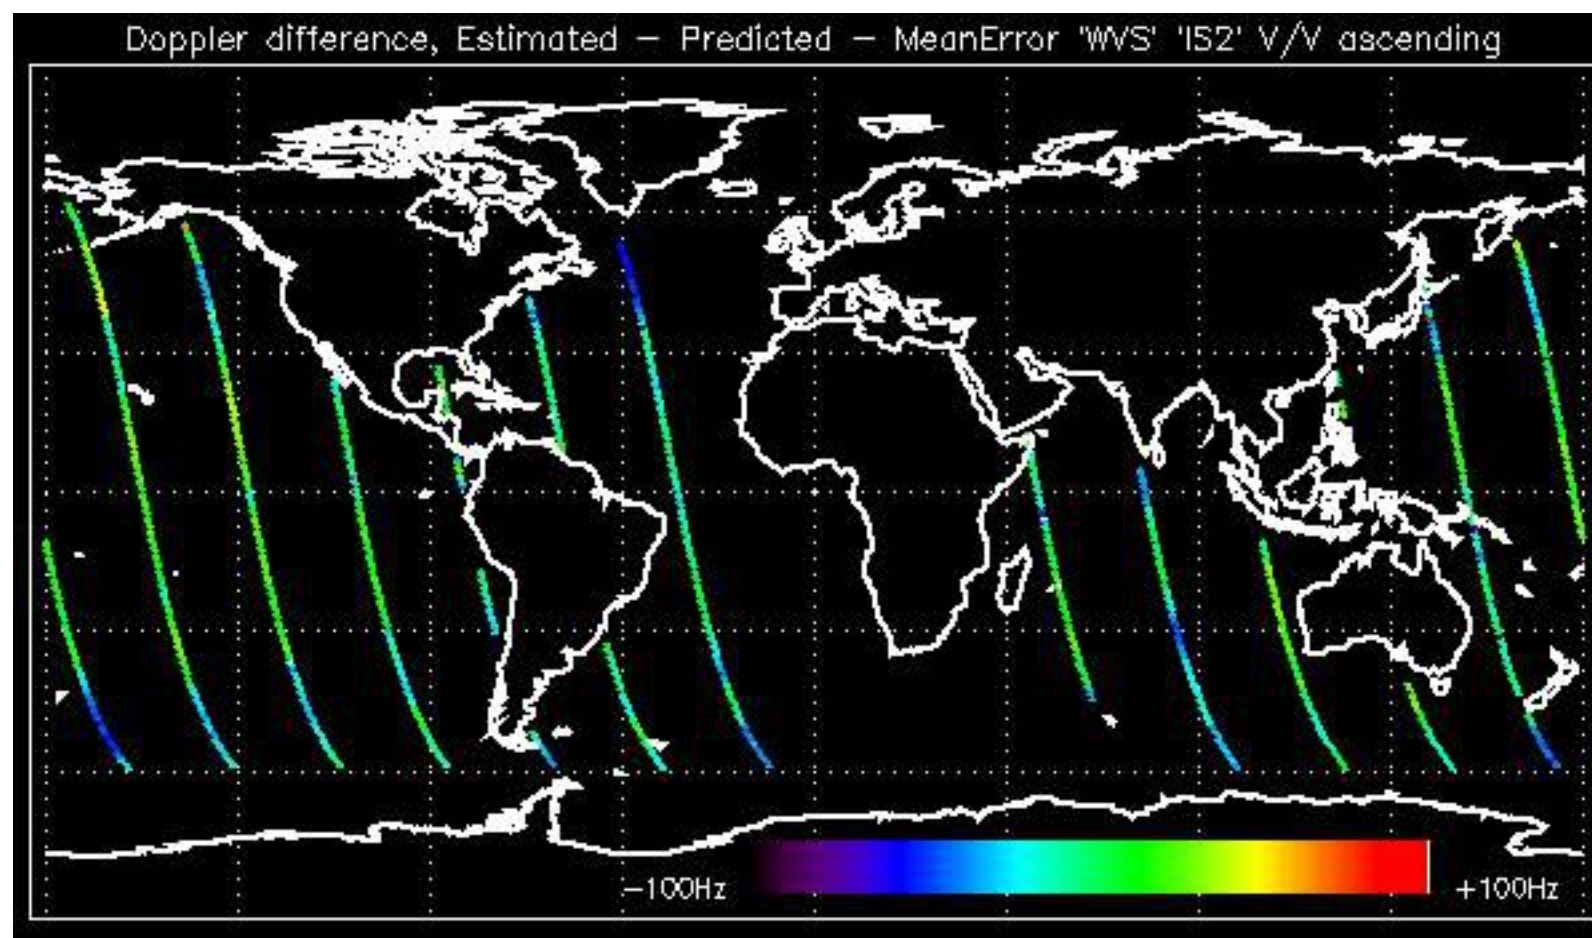 Doppler difference, Estimated – Predicted – MeanError 'WVS' 'IS2' V/V ascending
–100Hz
+100Hz